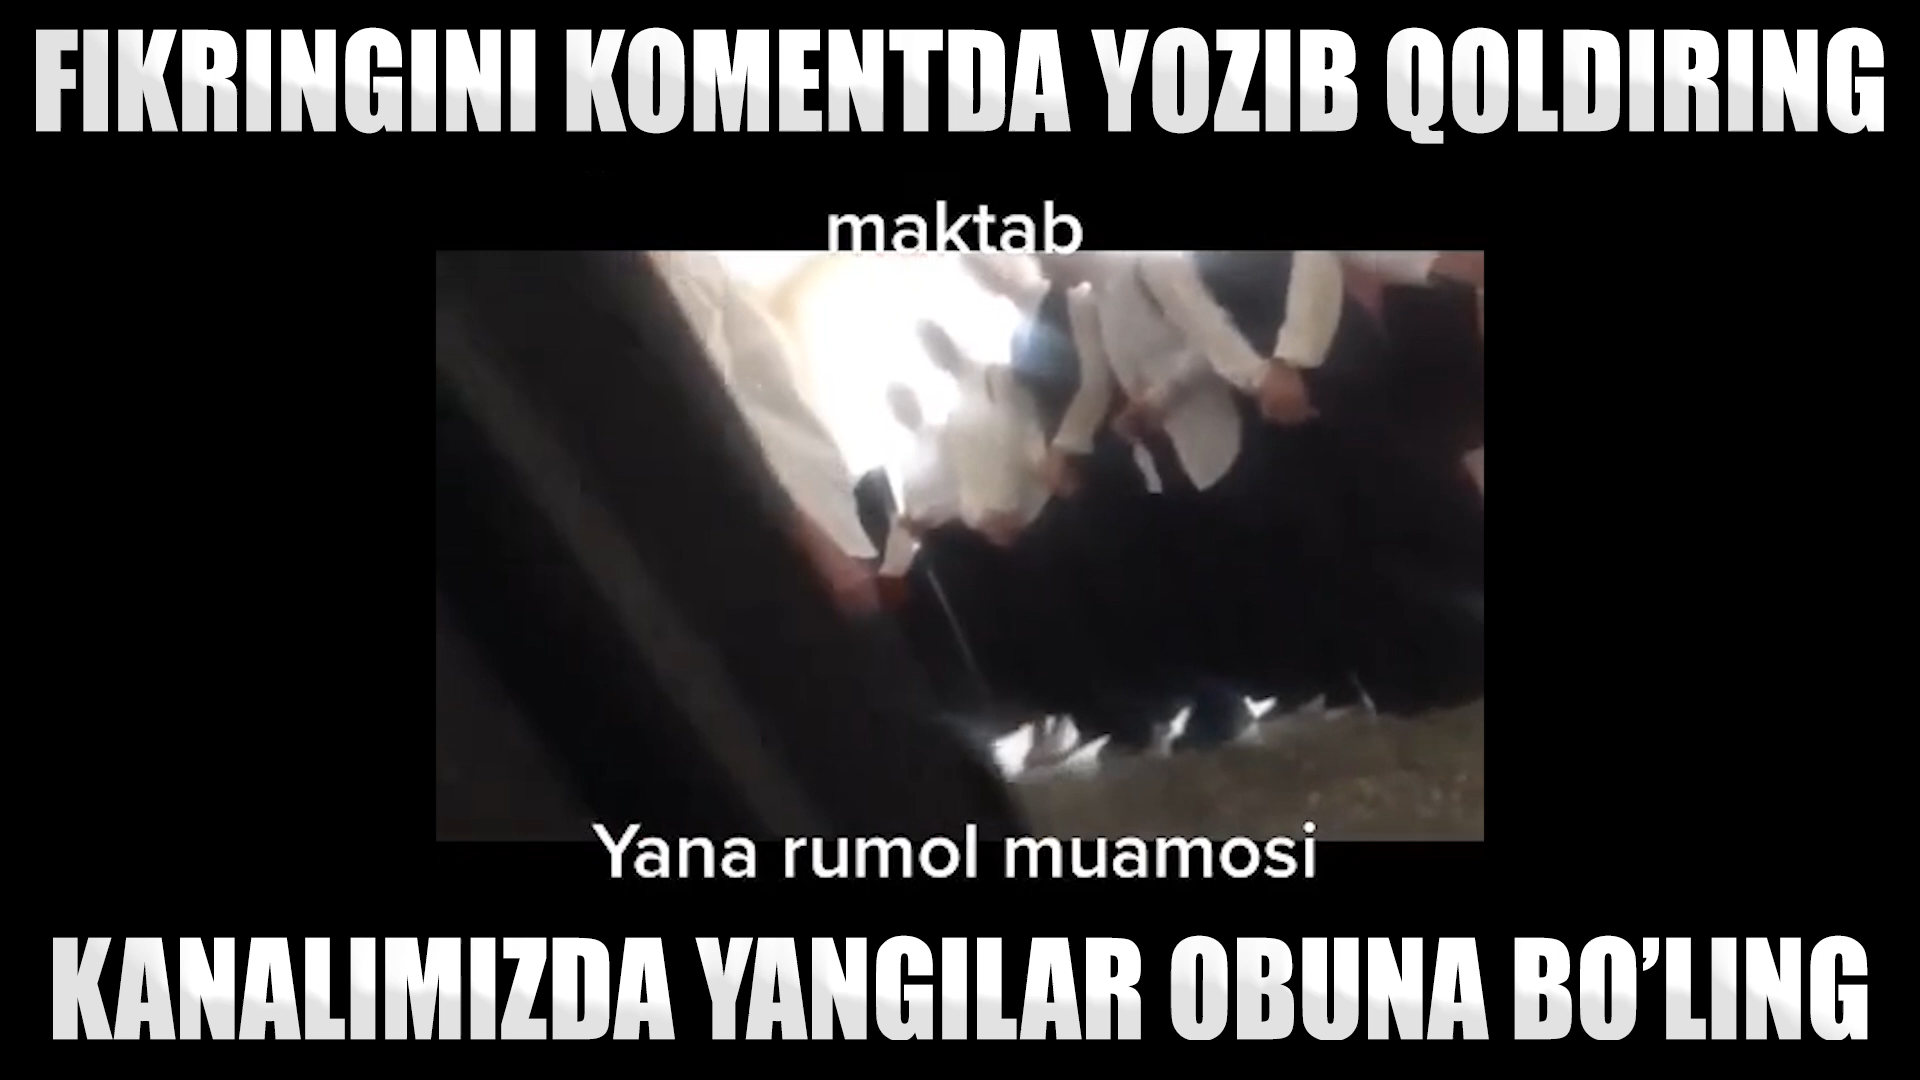 FIKRINGINI KOMENTDA YOZIB QOLDIRING
maktab
Yana rumol muamosi
KANALIMIZDA YANGILAR OBUNA BO’LING